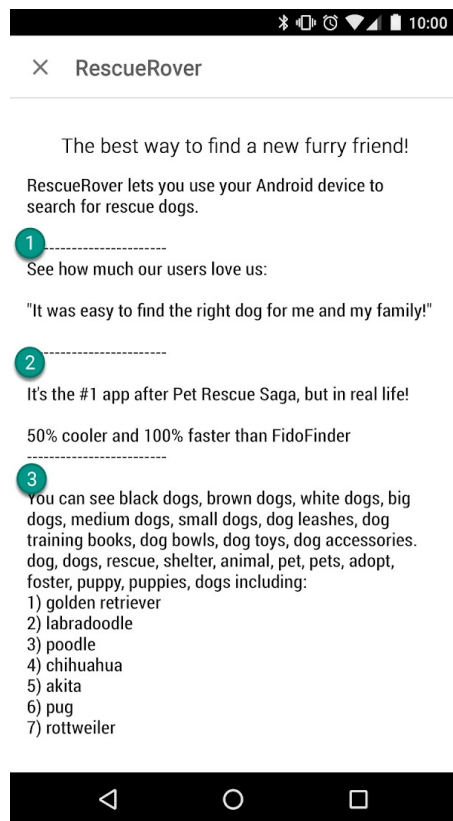 10:00
× RescueRover
The best way to find a new furry friend!
RescueRover lets you use your Android device to
search for rescue dogs.
1 ----------------------
See how much our users love us:
"It was easy to find the right dog for me and my family!"
----------------------
2
It's the #1 app after Pet Rescue Saga, but in real life!
50% cooler and 100% faster than FidoFinder
-------------------------
3
You can see black dogs, brown dogs, white dogs, big
dogs, medium dogs, small dogs, dog leashes, dog
training books, dog bowls, dog toys, dog accessories.
dog, dogs, rescue, shelter, animal, pet, pets, adopt,
foster, puppy, puppies, dogs including:
1) golden retriever
2) labradoodle
3) poodle
4) chihuahua
5) akita
6) pug
7) rottweiler